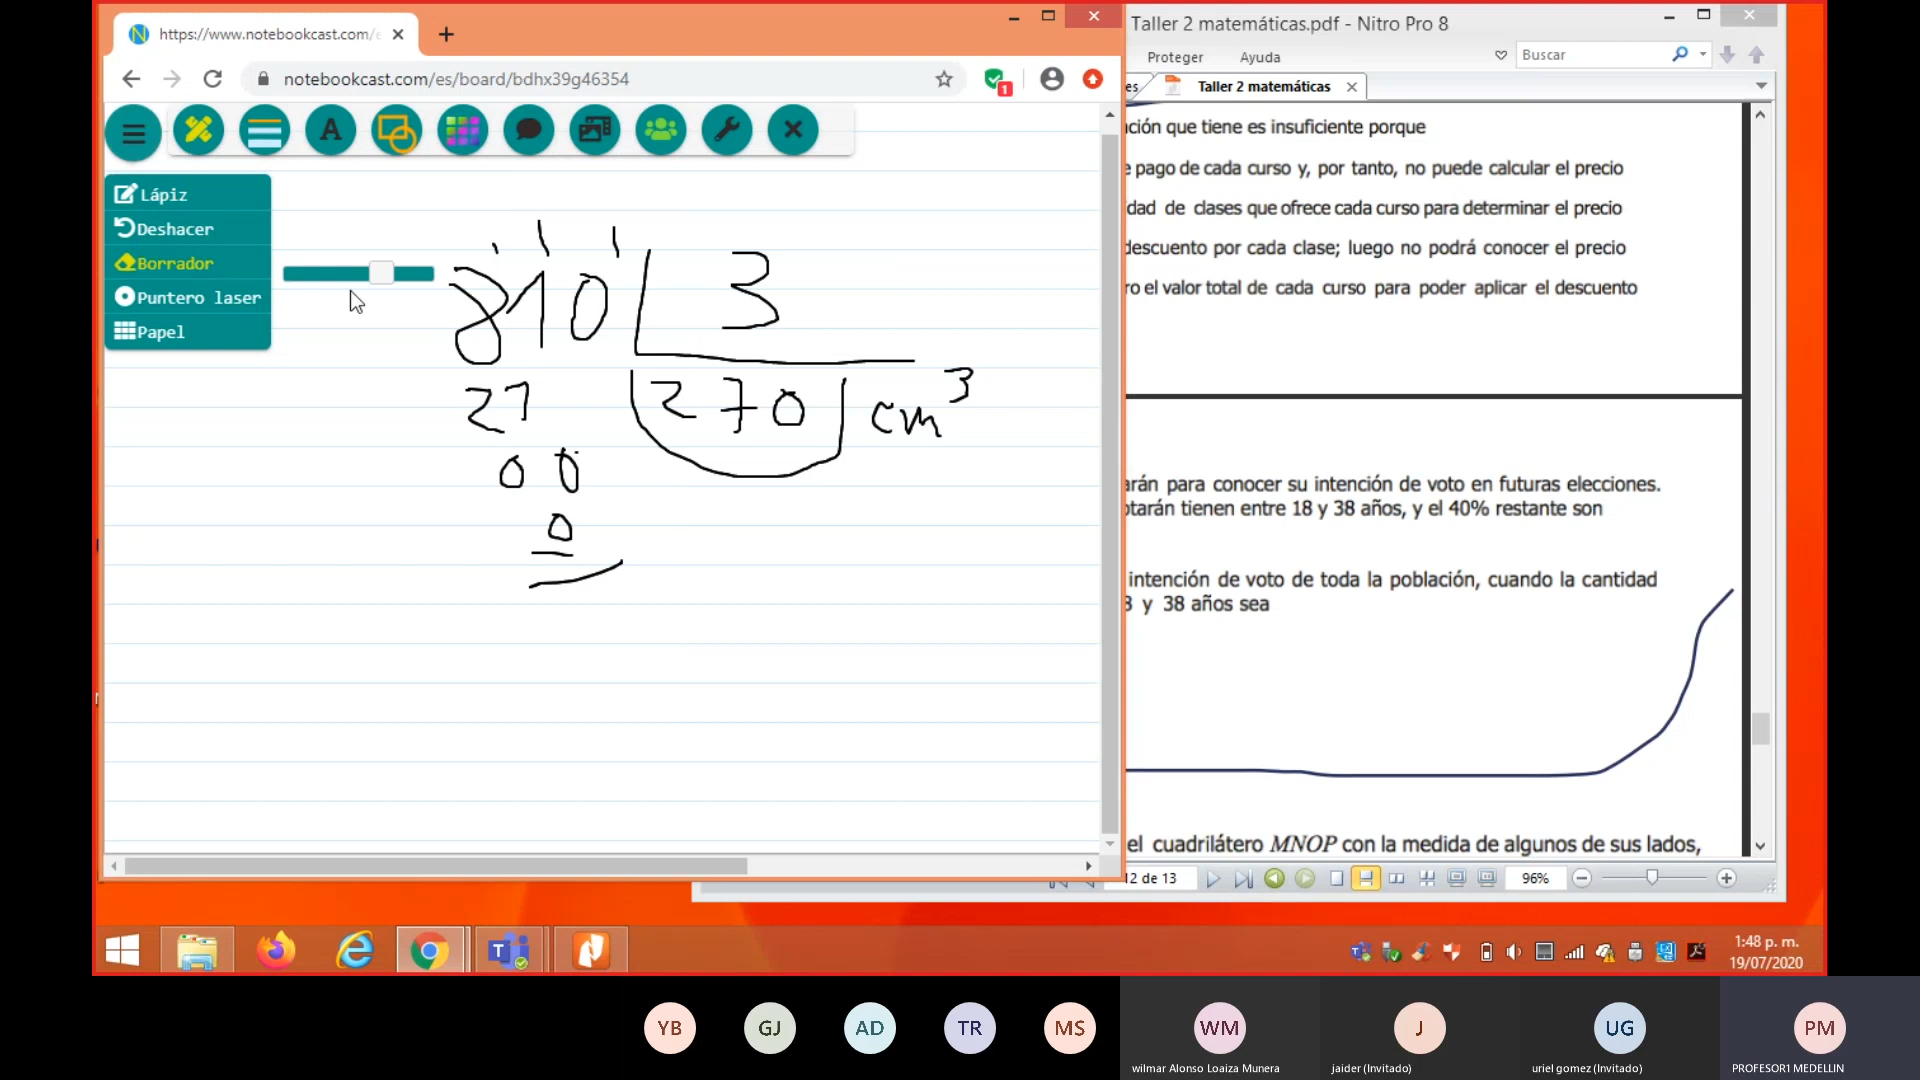 https://www.notebookcast.com/e
notebookcast.com/es/board/bdhx39g46354
1
A
Lápiz
Deshacer
Borrador
Puntero laser
Papel
810 3
27 270 cm³
0 0
0
Taller 2 matemáticas.pdf - Nitro Pro 8
Proteger Ayuda
Buscar
es
Taller 2 matemáticas
ción que tiene es insuficiente porque
e pago de cada curso y, por tanto, no puede calcular el precio
dad de clases que ofrece cada curso para determinar el precio
descuento por cada clase; luego no podrá conocer el precio
ro el valor total de cada curso para poder aplicar el descuento
arán para conocer su intención de voto en futuras elecciones.
otarán tienen entre 18 y 38 años, y el 40% restante son
intención de voto de toda la población, cuando la cantidad
8 y 38 años sea
el cuadrilátero MNOP con la medida de algunos de sus lados,
12 de 13
96%
1:48 p. m.
19/07/2020
YB GJ AD TR MS WM J UG PM
wilmar Alonso Loaiza Munera jaider (Invitado) uriel gomez (Invitado) PROFESOR1 MEDELLIN